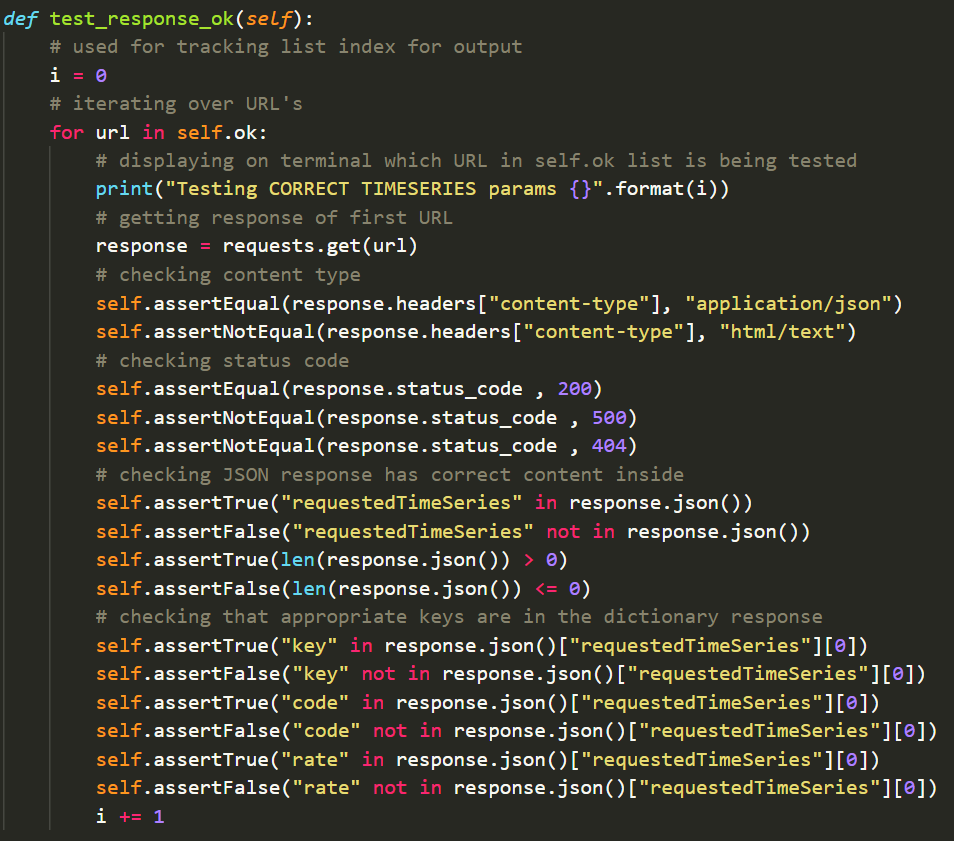 def test_response_ok(self):
    # used for tracking list index for output
    i = 0
    # iterating over URL's
    for url in self.ok:
        # displaying on terminal which URL in self.ok list is being tested
        print("Testing CORRECT TIMESERIES params {}".format(i))
        # getting response of first URL
        response = requests.get(url)
        # checking content type
        self.assertEqual(response.headers["content-type"], "application/json")
        self.assertNotEqual(response.headers["content-type"], "html/text")
        # checking status code
        self.assertEqual(response.status_code , 200)
        self.assertNotEqual(response.status_code , 500)
        self.assertNotEqual(response.status_code , 404)
        # checking JSON response has correct content inside
        self.assertTrue("requestedTimeSeries" in response.json())
        self.assertFalse("requestedTimeSeries" not in response.json())
        self.assertTrue(len(response.json()) > 0)
        self.assertFalse(len(response.json()) <= 0)
        # checking that appropriate keys are in the dictionary response
        self.assertTrue("key" in response.json()["requestedTimeSeries"][0])
        self.assertFalse("key" not in response.json()["requestedTimeSeries"][0])
        self.assertTrue("code" in response.json()["requestedTimeSeries"][0])
        self.assertFalse("code" not in response.json()["requestedTimeSeries"][0])
        self.assertTrue("rate" in response.json()["requestedTimeSeries"][0])
        self.assertFalse("rate" not in response.json()["requestedTimeSeries"][0])
        i += 1